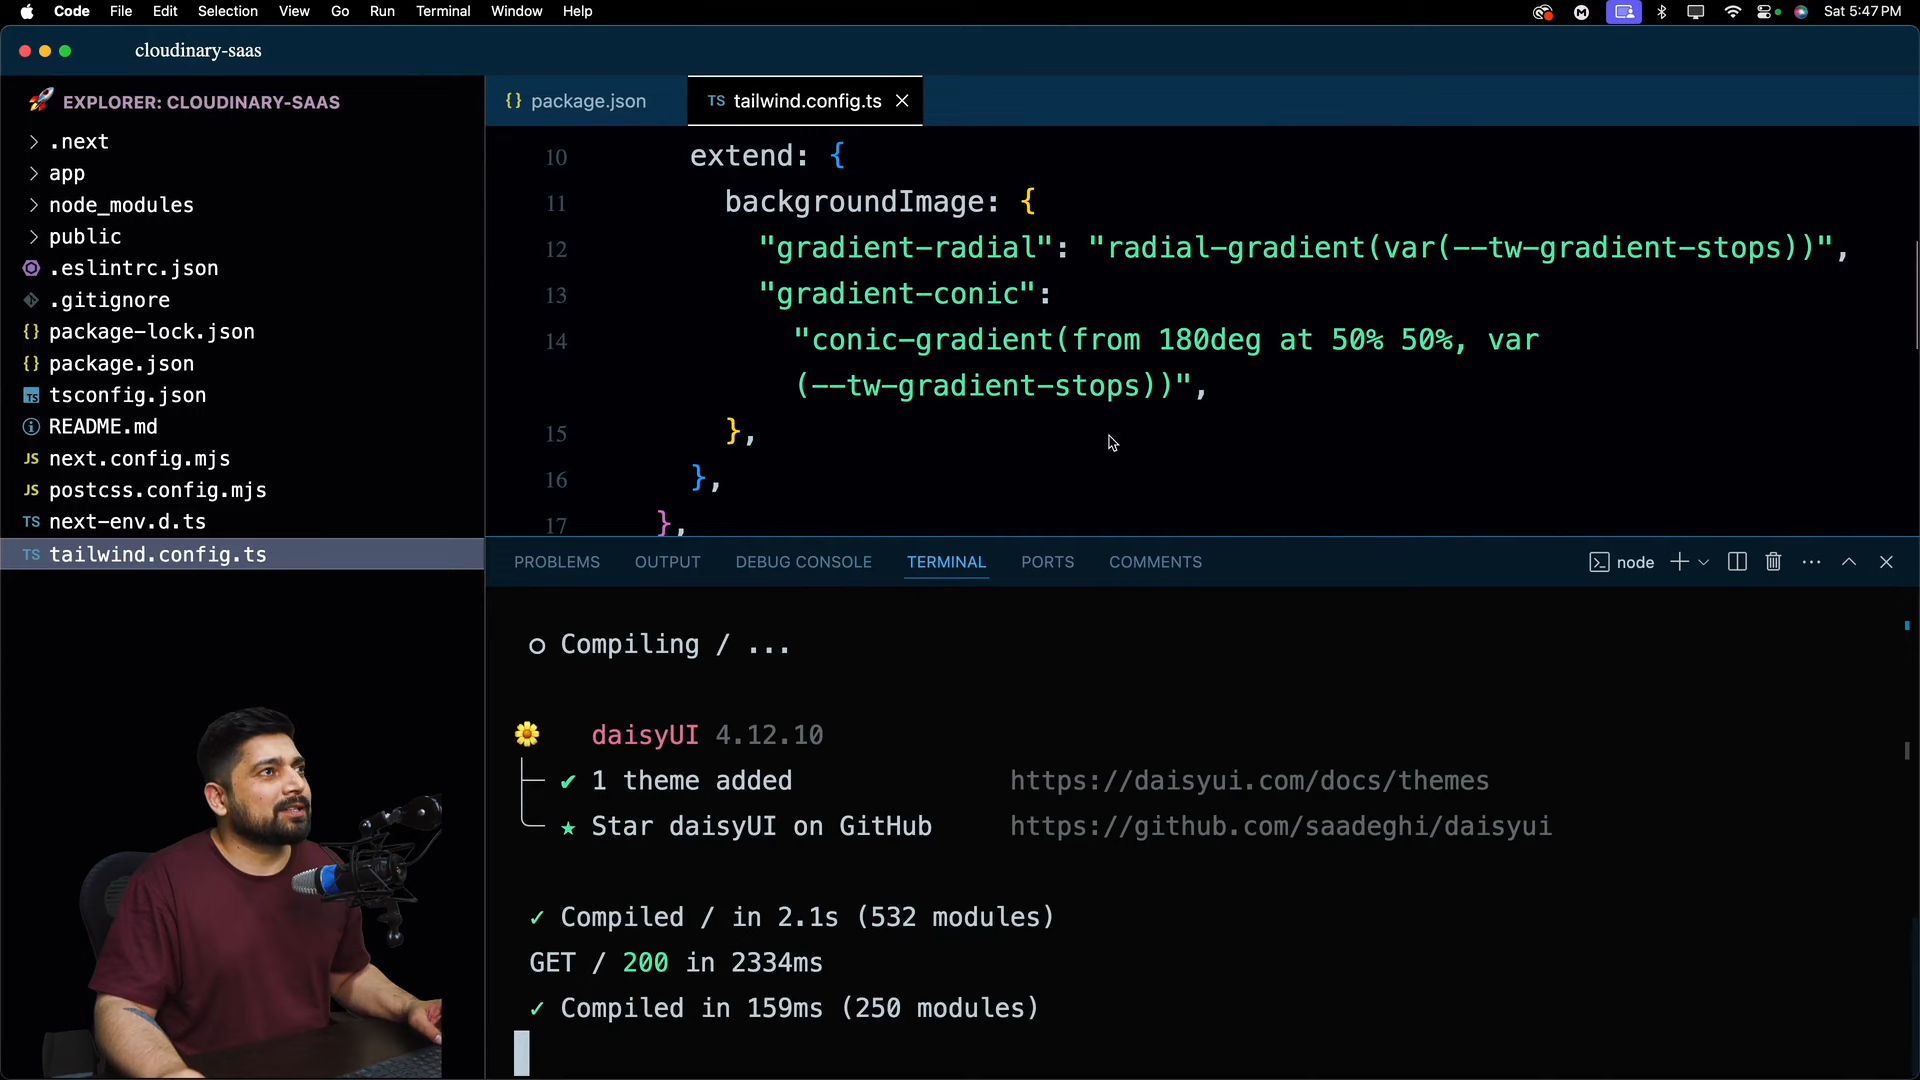 Code File Edit Selection View Go Run Terminal Window Help Sat 5:47 PM
cloudinary-saas
EXPLORER: CLOUDINARY-SAAS
.next
app
node_modules
public
.eslintrc.json
.gitignore
{} package-lock.json
{} package.json
TS tsconfig.json
README.md
JS next.config.mjs
JS postcss.config.mjs
TS next-env.d.ts
TS tailwind.config.ts
{} package.json TS tailwind.config.ts
10 extend: {
11 backgroundImage: {
12 "gradient-radial": "radial-gradient(var(--tw-gradient-stops))",
13 "gradient-conic":
14 "conic-gradient(from 180deg at 50% 50%, var
(--tw-gradient-stops))",
15 },
16 },
17 },
PROBLEMS OUTPUT DEBUG CONSOLE TERMINAL PORTS COMMENTS node
○ Compiling / ...
daisyUI 4.12.10
├─ ✔ 1 theme added https://daisyui.com/docs/themes
╰─ ★ Star daisyUI on GitHub https://github.com/saadeghi/daisyui
✓ Compiled / in 2.1s (532 modules)
GET / 200 in 2334ms
✓ Compiled in 159ms (250 modules)